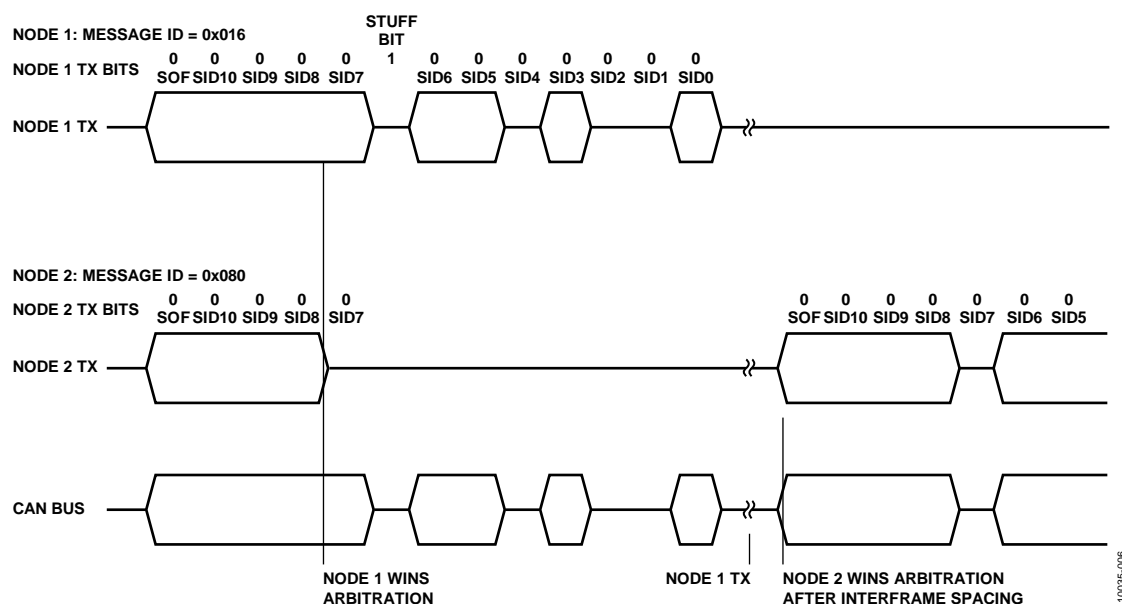 NODE 1: MESSAGE ID = 0x016
STUFF
BIT
NODE 1 TX BITS
0 0 0 0 0 1 0 0 0 0 0 0 0
SOF SID10 SID9 SID8 SID7 SID6 SID5 SID4 SID3 SID2 SID1 SID0
NODE 1 TX
NODE 2: MESSAGE ID = 0x080
NODE 2 TX BITS
0 0 0 0 0 0 0 0 0 0 0 0
SOF SID10 SID9 SID8 SID7 SOF SID10 SID9 SID8 SID7 SID6 SID5
NODE 2 TX
CAN BUS
NODE 1 WINS
ARBITRATION
NODE 1 TX
NODE 2 WINS ARBITRATION
AFTER INTERFRAME SPACING
10035-006